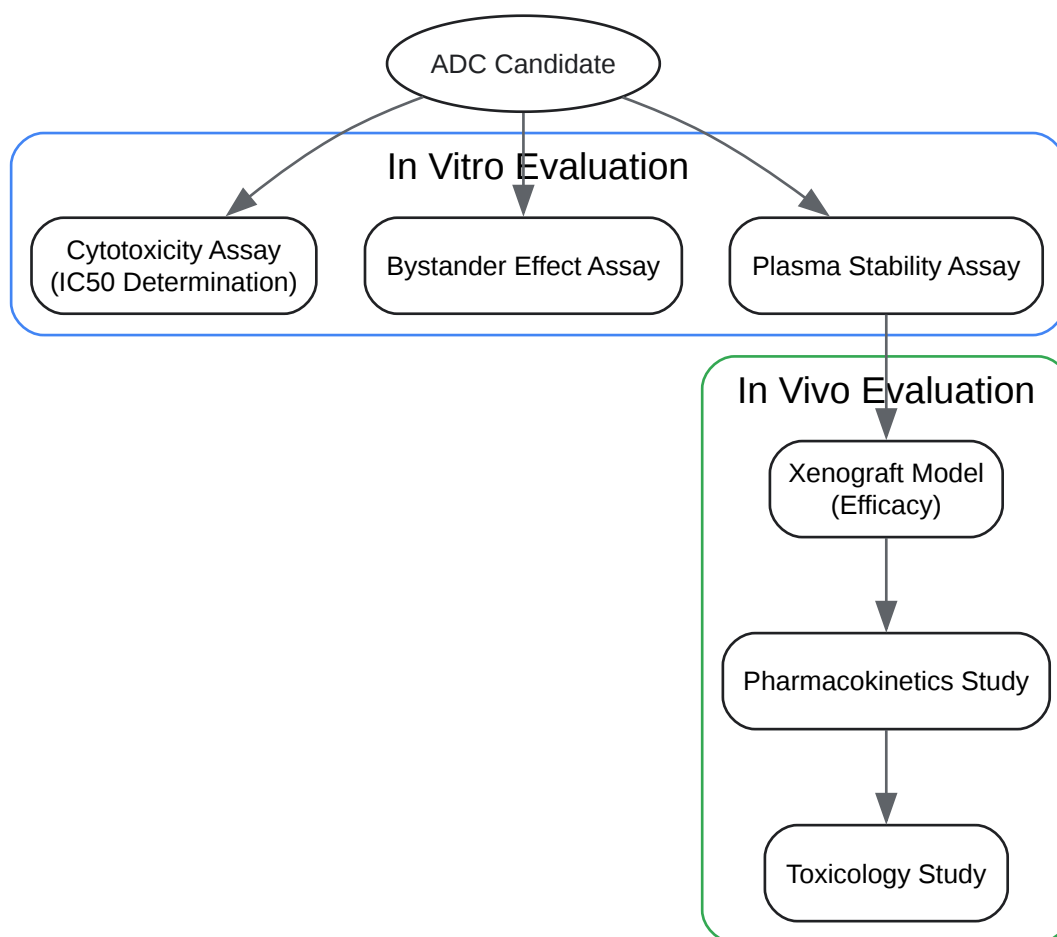 ADC Candidate
In Vitro Evaluation
Cytotoxicity Assay
(IC50 Determination)
Bystander Effect Assay
Plasma Stability Assay
In Vivo Evaluation
Xenograft Model
(Efficacy)
Pharmacokinetics Study
Toxicology Study